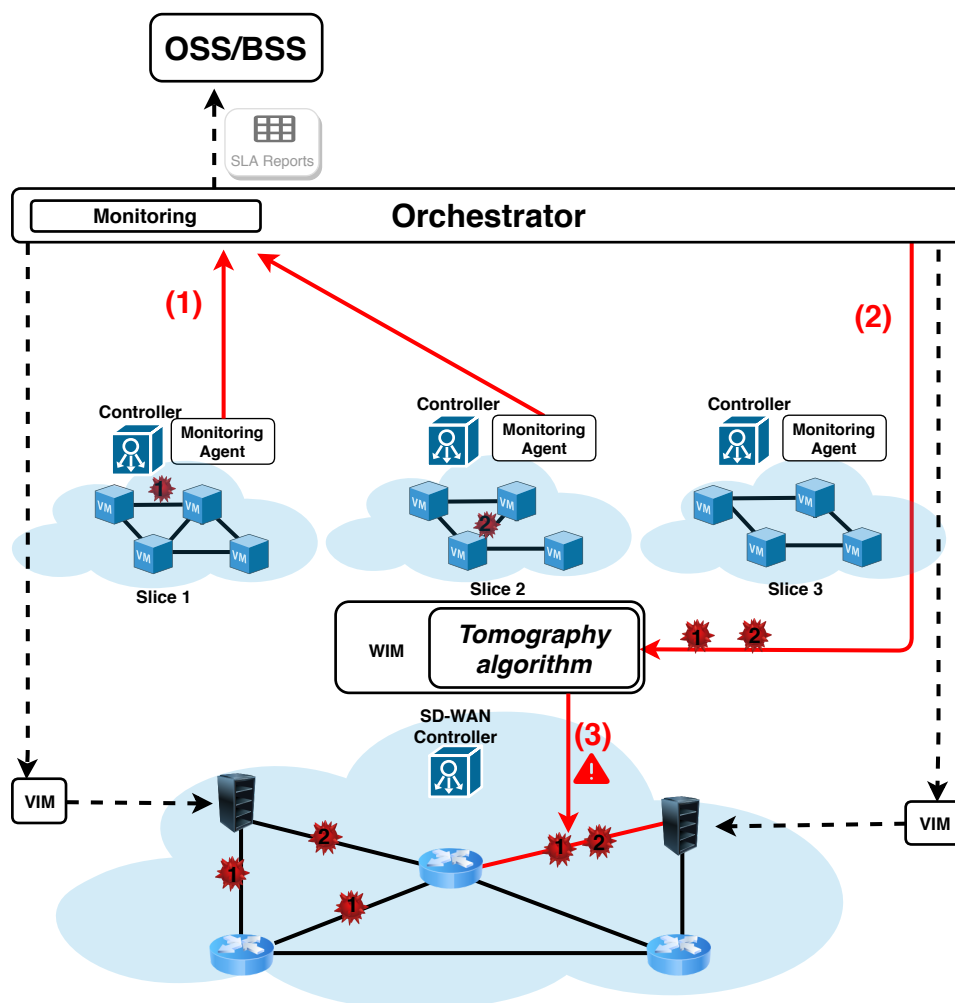 OSS/BSS
SLA Reports
Monitoring
Orchestrator
(1)
(2)
Controller
Monitoring
Agent
Controller
Monitoring
Agent
Controller
Monitoring
Agent
1
VM
VM
VM
VM
2
VM
VM
VM
VM
VM
VM
VM
VM
Slice 1
Slice 2
Slice 3
WIM
Tomography
algorithm
1
2
SD-WAN
Controller
(3)
VIM
VIM
2
1
2
1
1